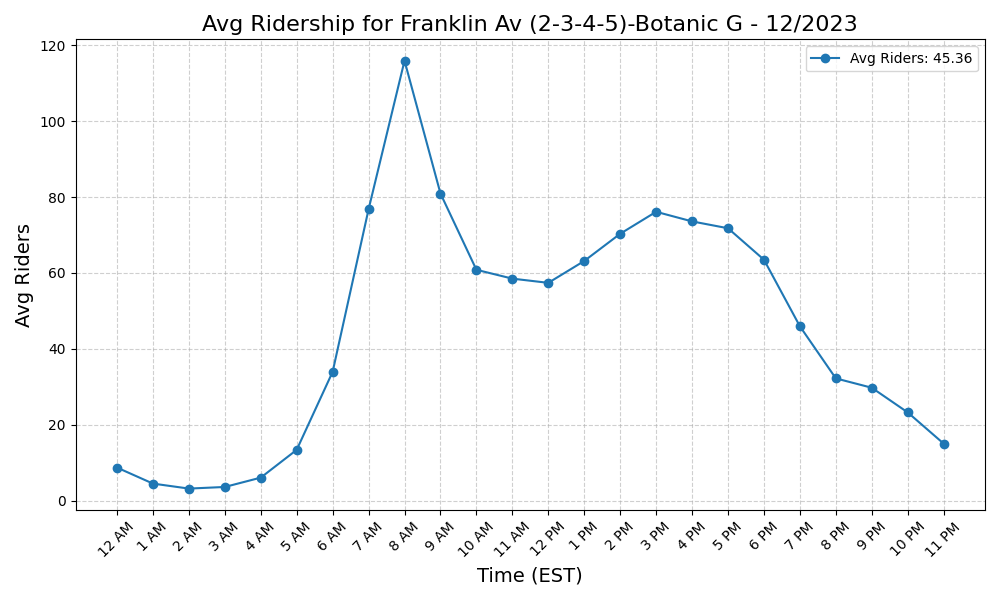 Avg Ridership for Franklin Av (2-3-4-5)-Botanic G - 12/2023
Avg Riders: 45.36
Avg Riders
120
100
80
60
40
20
0
12 AM
1 AM
2 AM
3 AM
4 AM
5 AM
6 AM
7 AM
8 AM
9 AM
10 AM
11 AM
12 PM
1 PM
2 PM
3 PM
4 PM
5 PM
6 PM
7 PM
8 PM
9 PM
10 PM
11 PM
Time (EST)